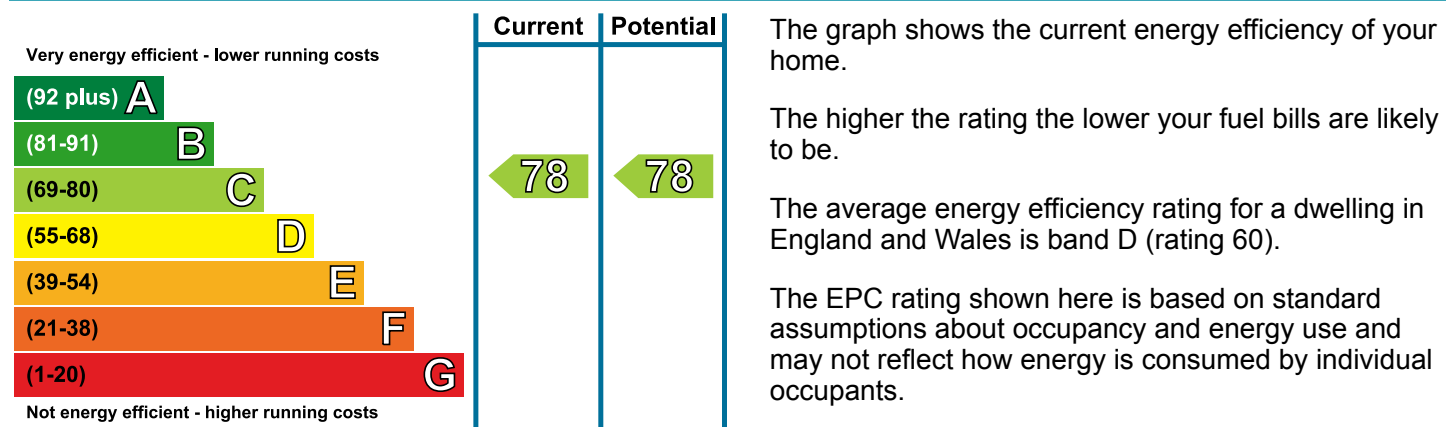 Current Potential
Very energy efficient - lower running costs
(92 plus) A
(81-91) B
(69-80) C
78 78
(55-68) D
(39-54) E
(21-38) F
(1-20) G
Not energy efficient - higher running costs
The graph shows the current energy efficiency of your
home.
The higher the rating the lower your fuel bills are likely
to be.
The average energy efficiency rating for a dwelling in
England and Wales is band D (rating 60).
The EPC rating shown here is based on standard
assumptions about occupancy and energy use and
may not reflect how energy is consumed by individual
occupants.